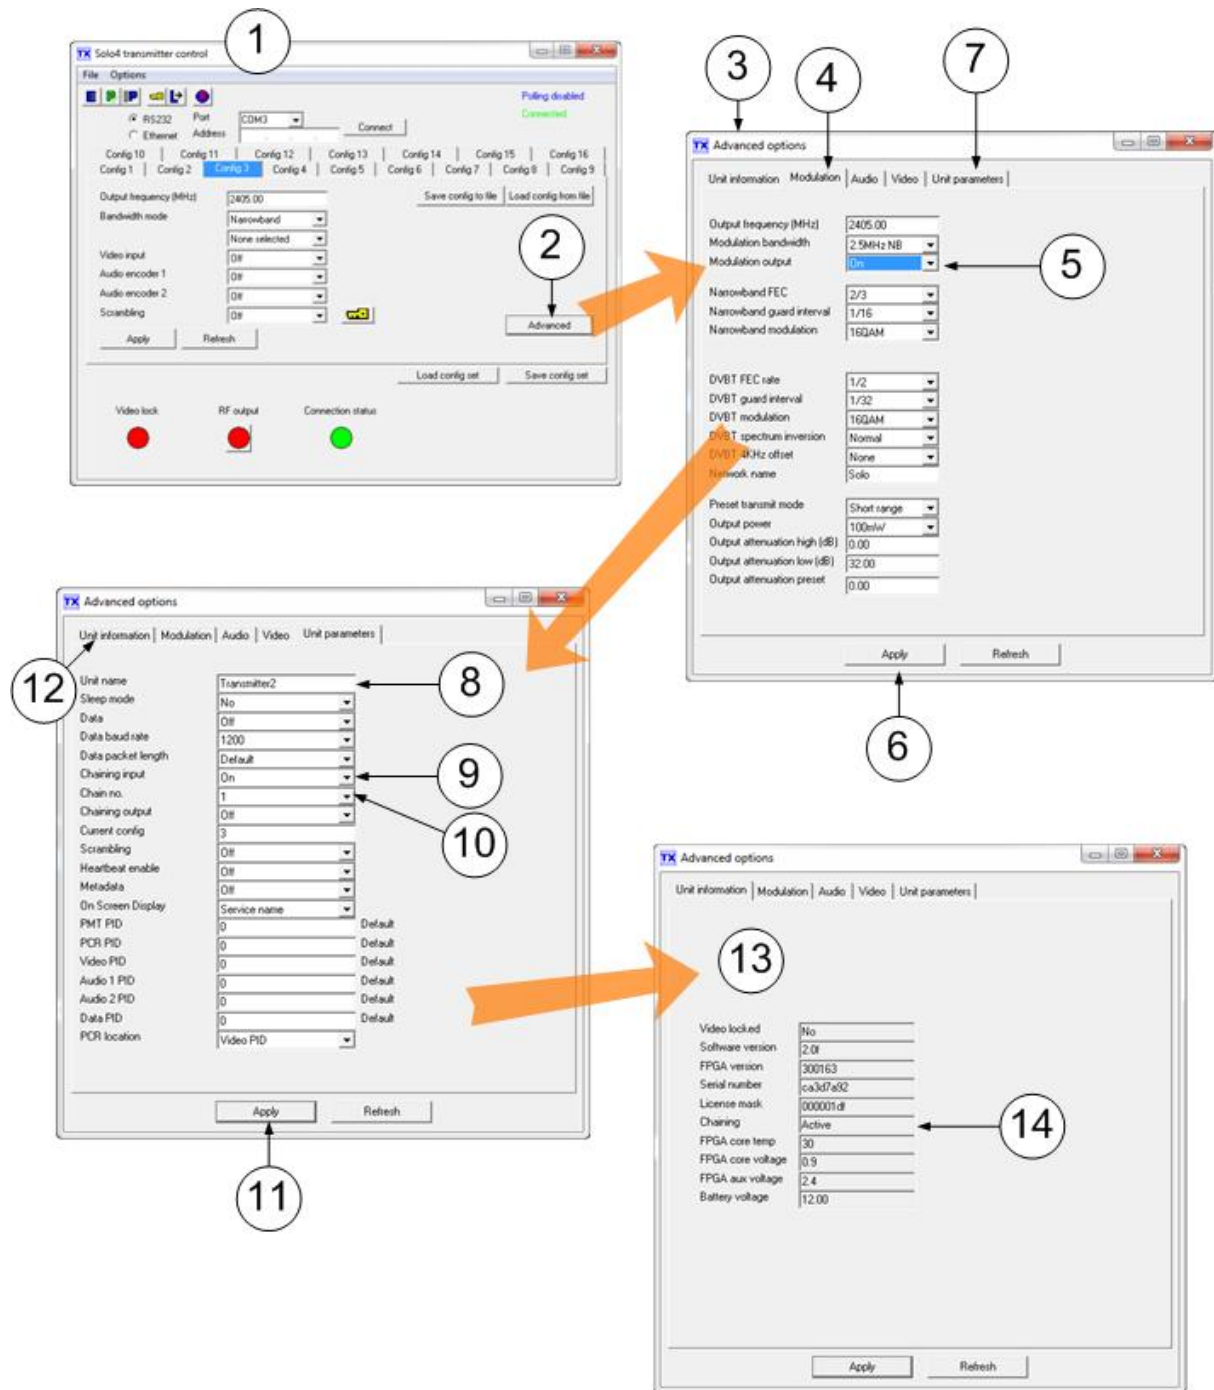 1
TX Solo4 transmitter control
File Options
Polling disabled
RS232 Port COM3
Connected
Ethernet Address Connect
Config 10 Config 11 Config 12 Config 13 Config 14 Config 15 Config 16
Config 1 Config 2 Config 3 Config 4 Config 5 Config 6 Config 7 Config 8 Config 9
Output frequency (MHz) 2405.00 Save config to file Load config from file
Bandwidth mode Narrowband
None selected
Video input Off
Audio encoder 1 Off
Audio encoder 2 Off
Scrambling Off
2
Advanced
Apply Refresh
Load config set Save config set
Video lock RF output Connection status
3
4
7
TX Advanced options
Unit information Modulation Audio Video Unit parameters
Output frequency (MHz) 2405.00
Modulation bandwidth 2.5MHz NB
Modulation output On
5
Narrowband FEC 2/3
Narrowband guard interval 1/16
Narrowband modulation 16QAM
DVBT FEC rate 1/2
DVBT guard interval 1/32
DVBT modulation 16QAM
DVBT spectrum inversion Normal
DVBT 4KHz offset None
Network name Solo
Preset transmit mode Short range
Output power 100mW
Output attenuation high (dB) 0.00
Output attenuation low (dB) 32.00
Output attenuation preset 0.00
Apply Refresh
6
TX Advanced options
Unit information Modulation Audio Video Unit parameters
12
Unit name Transmitter2
8
Sleep mode No
Data Off
Data baud rate 1200
Data packet length Default
Chaining input On
9
Chain no. 1
10
Chaining output Off
Current config 3
Scrambling Off
Heartbeat enable Off
Metadata Off
On Screen Display Service name
PMT PID 0 Default
PCR PID 0 Default
Video PID 0 Default
Audio 1 PID 0 Default
Audio 2 PID 0 Default
Data PID 0 Default
PCR location Video PID
Apply Refresh
11
TX Advanced options
Unit information Modulation Audio Video Unit parameters
13
Video locked No
Software version 2.0f
FPGA version 300163
Serial number ca3d7a92
License mask 000001df
Chaining Active
14
FPGA core temp 30
FPGA core voltage 0.9
FPGA aux voltage 2.4
Battery voltage 12.00
Apply Refresh